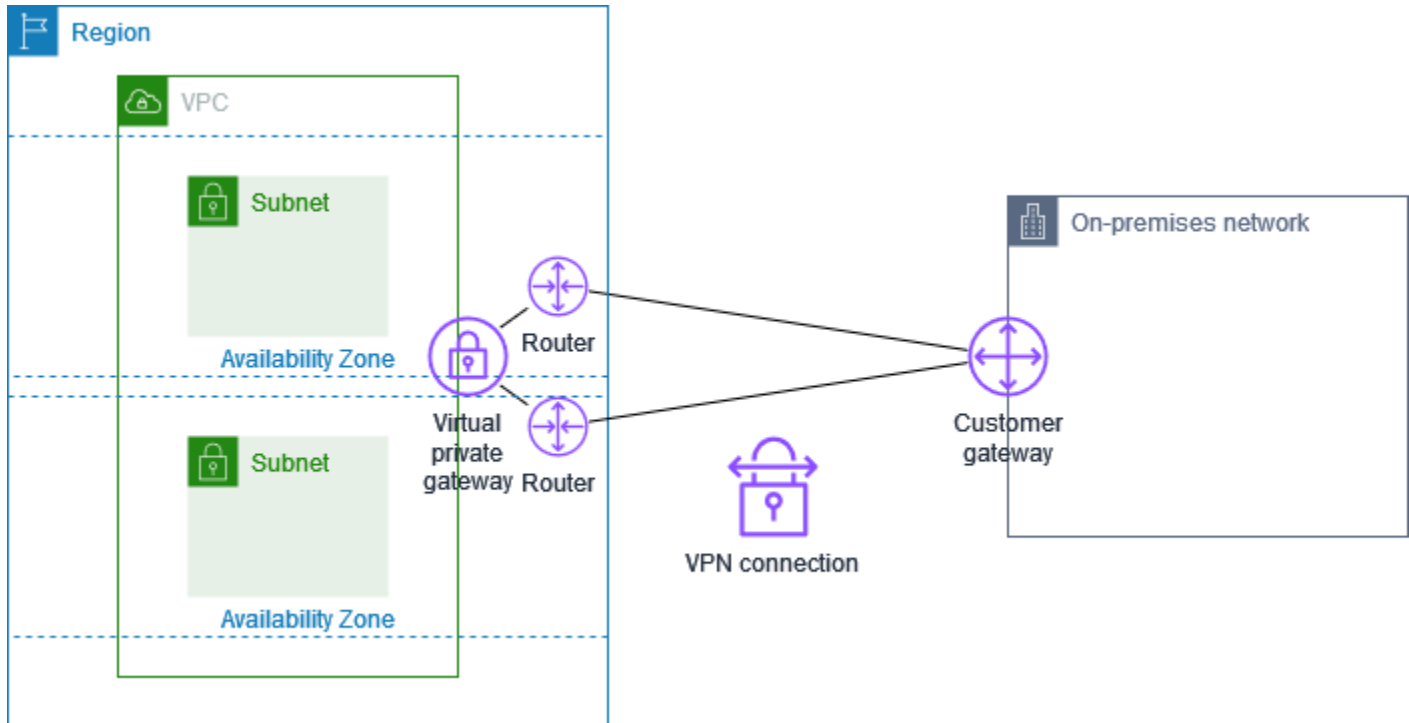 Region
VPC
Subnet
On-premises network
Router
Availability Zone
Virtual
private
gateway
Router
Customer
gateway
Subnet
VPN connection
Availability Zone